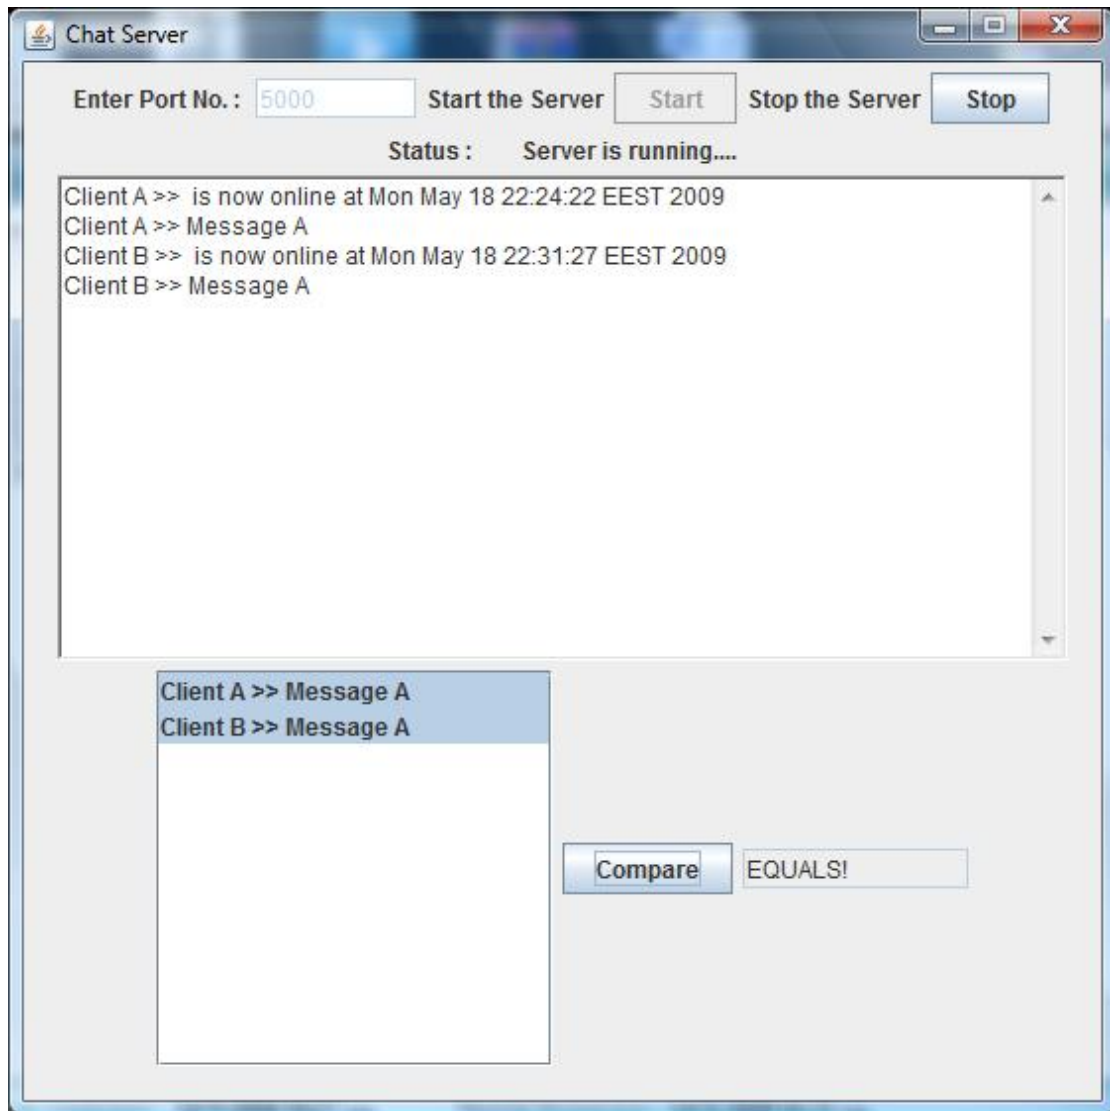 Chat Server
Enter Port No. : 5000 Start the Server Start Stop the Server Stop
Status : Server is running....
Client A >>  is now online at Mon May 18 22:24:22 EEST 2009
Client A >> Message A
Client B >>  is now online at Mon May 18 22:31:27 EEST 2009
Client B >> Message A
Client A >> Message A
Client B >> Message A
Compare EQUALS!